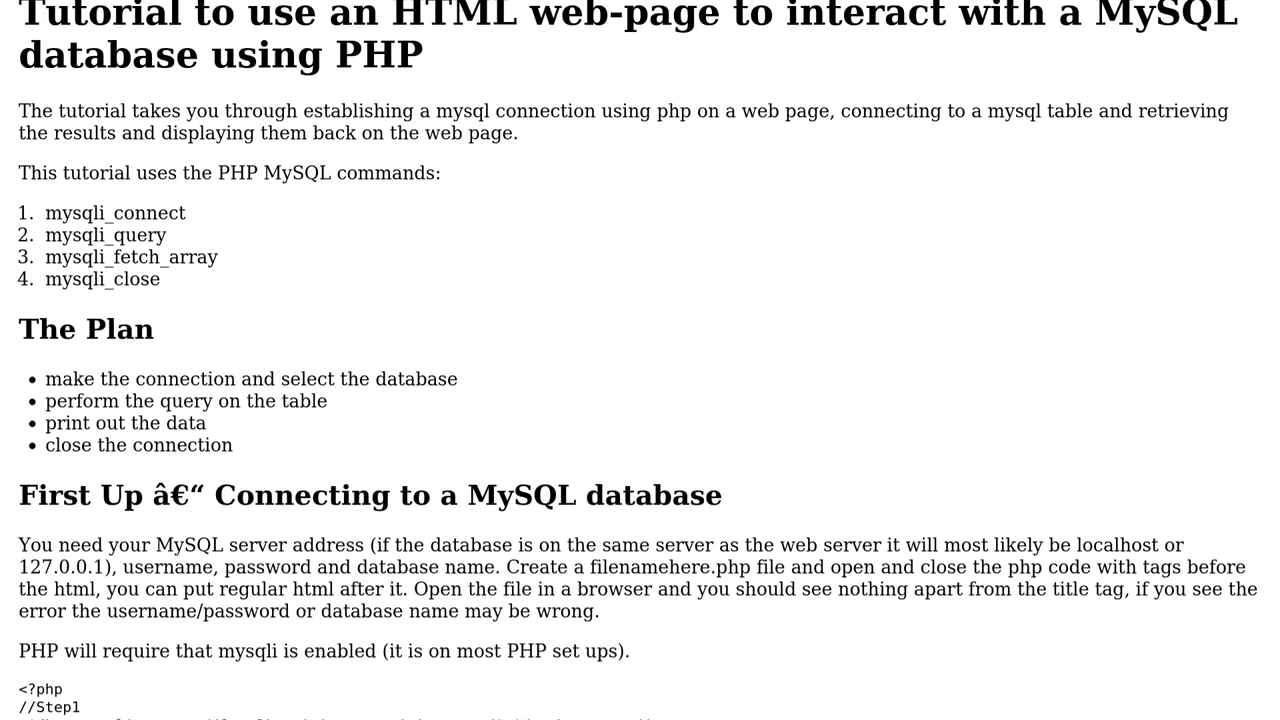 Tutorial to use an HTML web-page to interact with a MySQL
database using PHP
The tutorial takes you through establishing a mysql connection using php on a web page, connecting to a mysql table and retrieving
the results and displaying them back on the web page.
This tutorial uses the PHP MySQL commands:
1. mysqli_connect
2. mysqli_query
3. mysqli_fetch_array
4. mysqli_close
The Plan
• make the connection and select the database
• perform the query on the table
• print out the data
• close the connection
First Up â€“ Connecting to a MySQL database
You need your MySQL server address (if the database is on the same server as the web server it will most likely be localhost or
127.0.0.1), username, password and database name. Create a filenamehere.php file and open and close the php code with tags before
the html, you can put regular html after it. Open the file in a browser and you should see nothing apart from the title tag, if you see the
error the username/password or database name may be wrong.
PHP will require that mysqli is enabled (it is on most PHP set ups).
<?php
//Step1